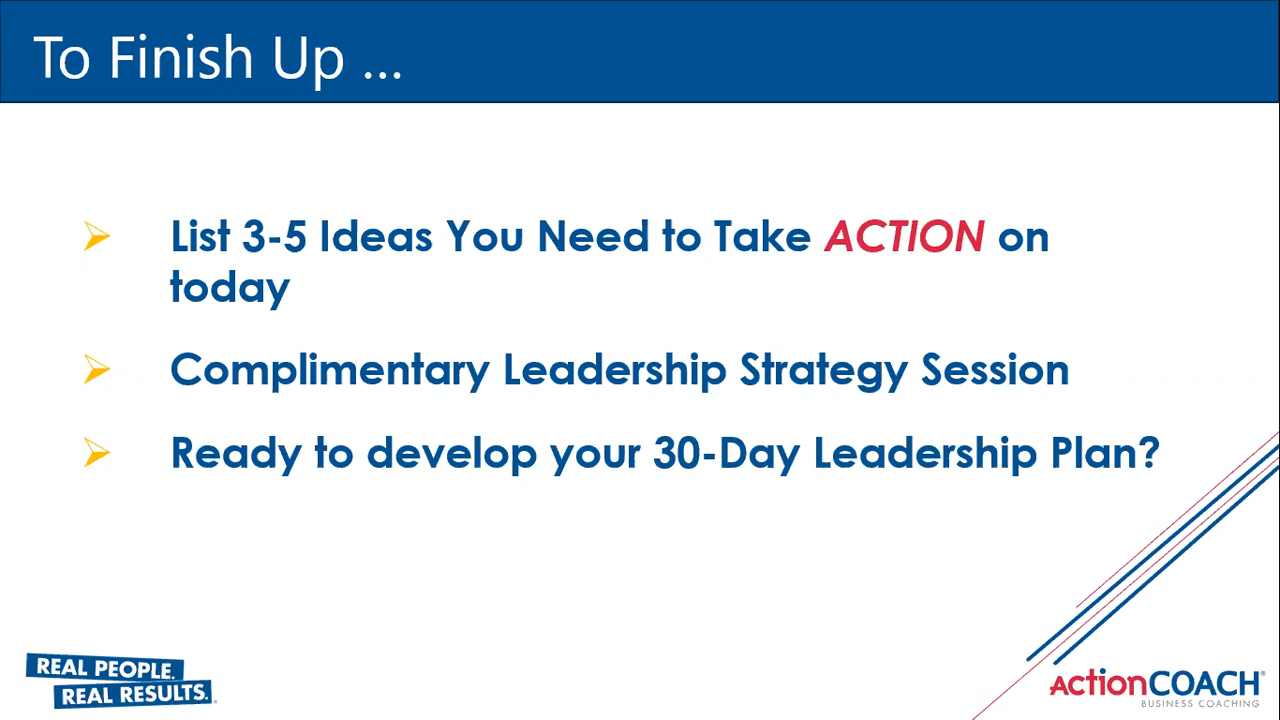 To Finish Up ...
List 3-5 Ideas You Need to Take ACTION on
today
Complimentary Leadership Strategy Session
Ready to develop your 30-Day Leadership Plan?
REAL PEOPLE.
REAL RESULTS.
ActionCOACH®
BUSINESS COACHING